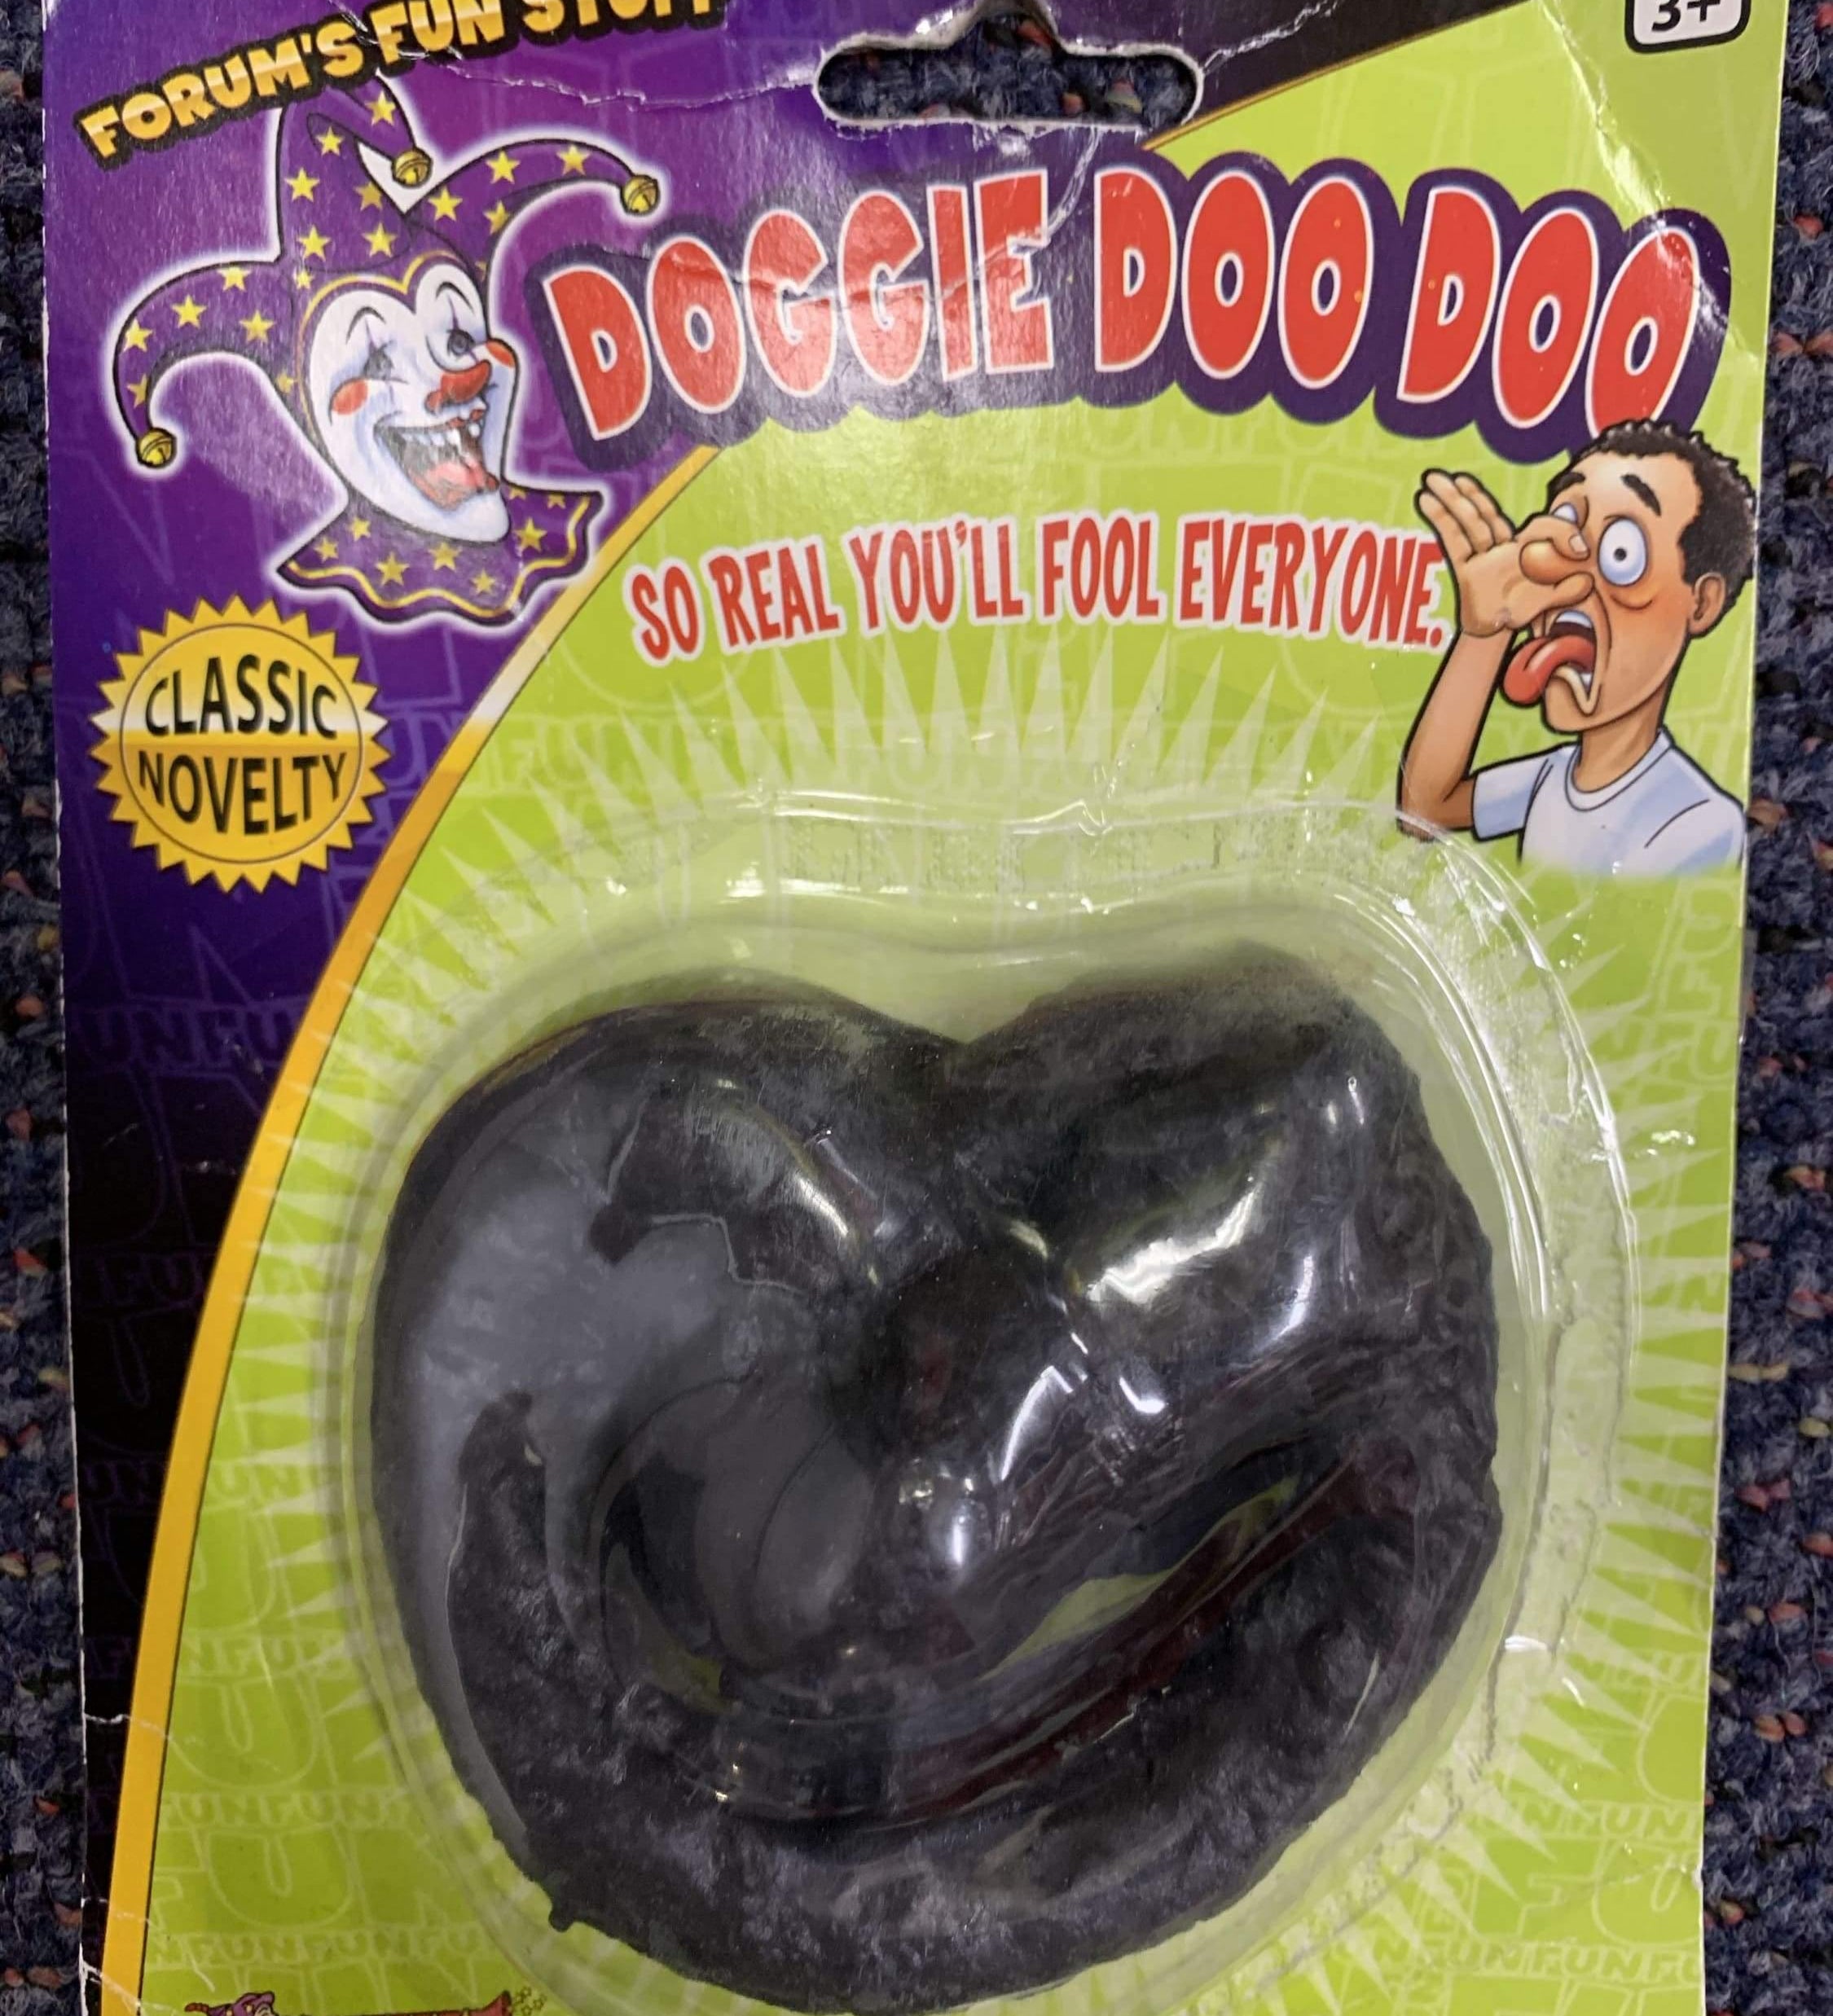 FORUM'S FUN STUFF
3+
DOGGIE DOO DOO
SO REAL YOU'LL FOOL EVERYONE.
CLASSIC
NOVELTY